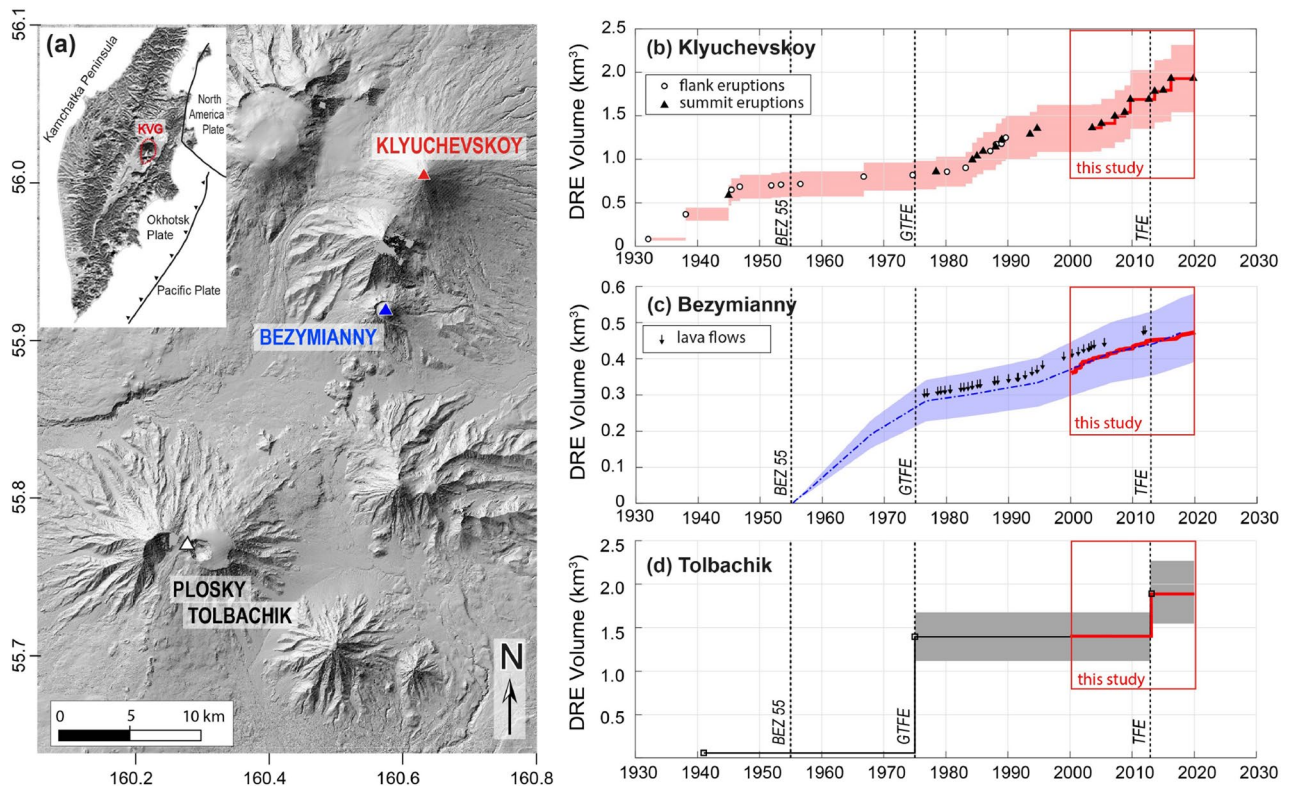 (a)
Kamchatka Peninsula
KVG
North
America
Plate
Okhotsk
Plate
Pacific Plate
KLYUCHEVSKOY
BEZYMIANNY
PLOSKY
TOLBACHIK
N
0 5 10 km
56.1
56.0
55.9
55.8
55.7
160.2 160.4 160.6 160.8
(b) Klyuchevskoy
flank eruptions
summit eruptions
DRE Volume (km³)
2.5
2.0
1.5
1.0
0.5
0
BEZ 55
GTFE
TFE
this study
1930 1940 1950 1960 1970 1980 1990 2000 2010 2020 2030
(c) Bezymianny
lava flows
DRE Volume (km³)
0.6
0.5
0.4
0.3
0.2
0.1
0
BEZ 55
GTFE
TFE
this study
1930 1940 1950 1960 1970 1980 1990 2000 2010 2020 2030
(d) Tolbachik
DRE Volume (km³)
2.5
2.0
1.5
1.0
0.5
BEZ 55
GTFE
TFE
this study
1930 1940 1950 1960 1970 1980 1990 2000 2010 2020 2030